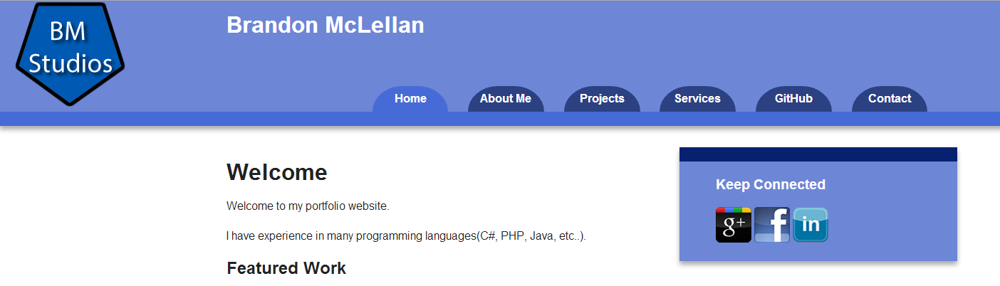 BM
Studios
Brandon McLellan
Home About Me Projects Services GitHub Contact
Welcome
Welcome to my portfolio website.
I have experience in many programming languages(C#, PHP, Java, etc..).
Featured Work
Keep Connected
g+ f in